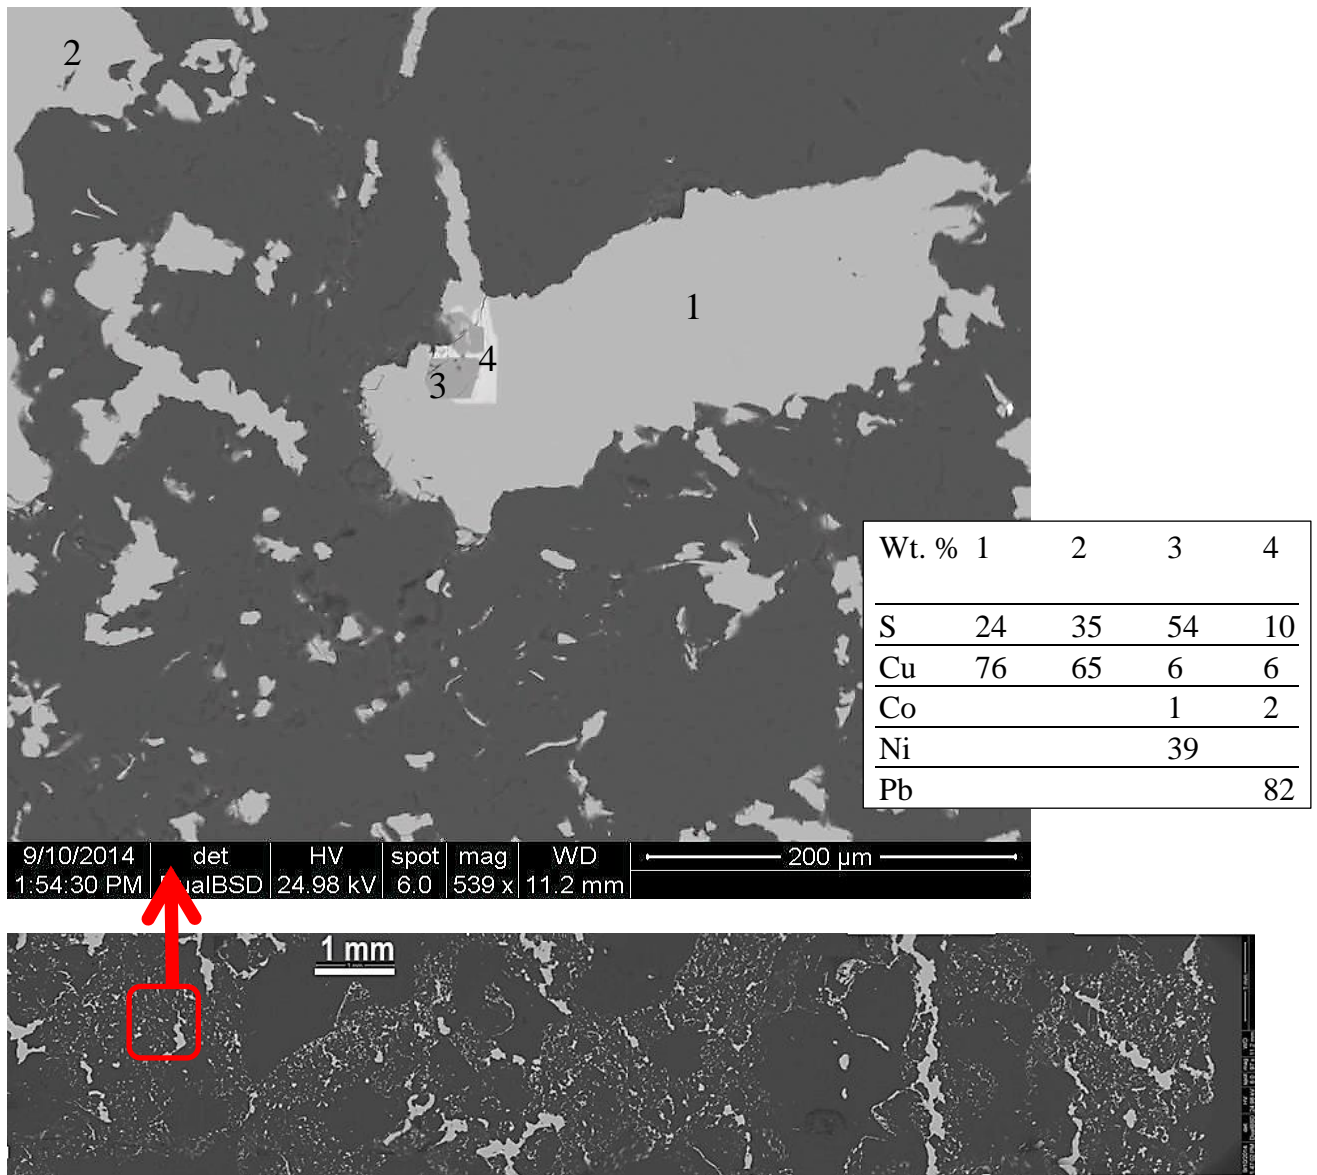 2
1
4
3
Wt. % 1 2 3 4
S 24 35 54 10
Cu 76 65 6 6
Co 1 2
Ni 39
Pb 82
9/10/2014 det HV spot mag WD 200 µm
1:54:30 PM DualBSD 24.98 kV 6.0 539 x 11.2 mm
1 mm